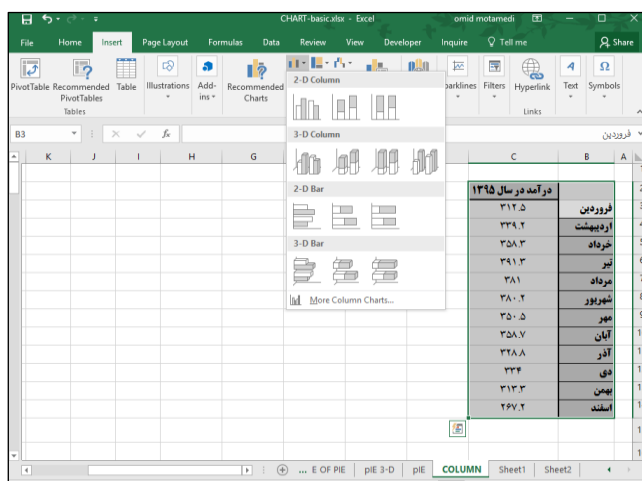 CHART-basic.xlsx - Excel
omid motamedi
File Home Insert Page Layout Formulas Data Review View Developer Inquire Tell me Share
PivotTable Recommended PivotTables Table Illustrations Add-ins Recommended Charts Sparklines Filters Hyperlink Text Symbols
Tables Links
B3 fx فروردین
2-D Column
3-D Column
2-D Bar
3-D Bar
More Column Charts...
K J I H G C B A
درآمد در سال ۱۳۹۵
فروردین ۳۱۲.۵
اردیبهشت ۳۳۹.۲
خرداد ۳۵۸.۳
تیر ۳۹۱.۳
مرداد ۳۸۱
شهریور ۳۸۰.۲
مهر ۳۵۰.۵
آبان ۳۵۸.۷
آذر ۳۲۸.۸
دی ۳۳۴
بهمن ۳۱۳.۳
اسفند ۲۶۷.۲
... E OF PIE pIE 3-D pIE COLUMN Sheet1 Sheet2